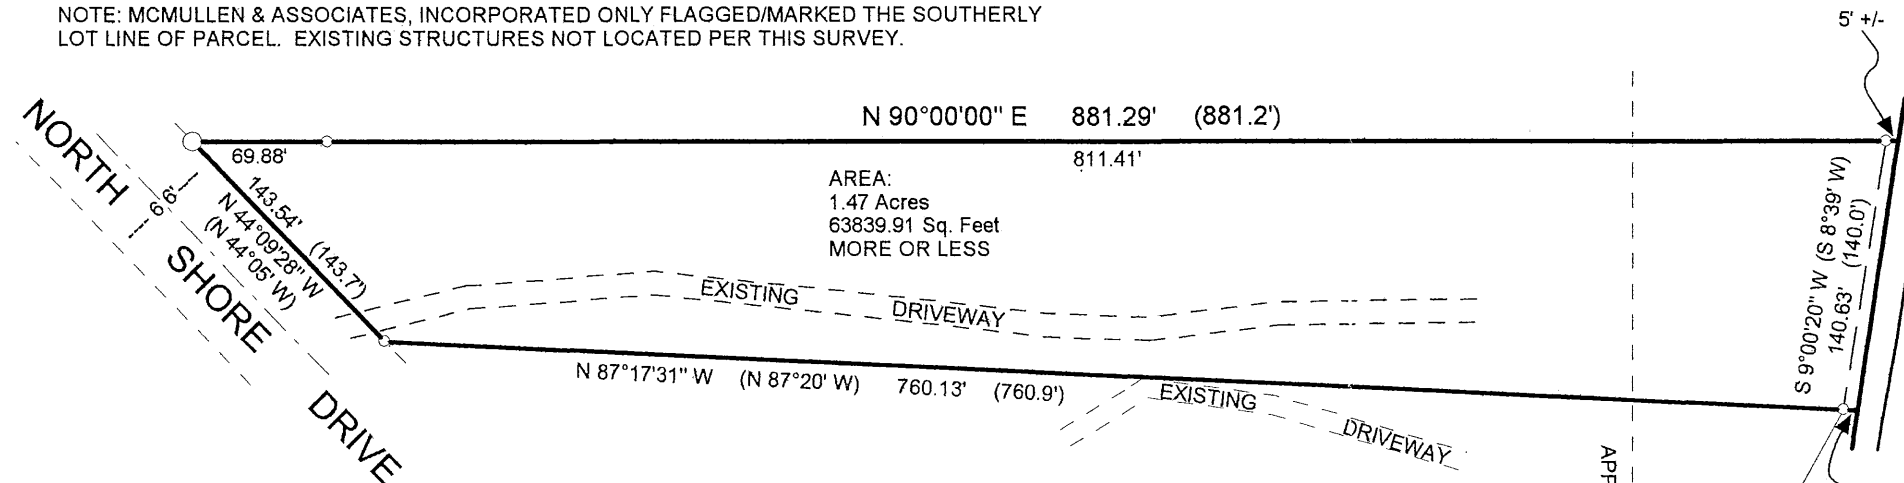 NOTE: MCMULLEN & ASSOCIATES, INCORPORATED ONLY FLAGGED/MARKED THE SOUTHERLY
LOT LINE OF PARCEL. EXISTING STRUCTURES NOT LOCATED PER THIS SURVEY.
5' +/-
N 90°00'00" E 881.29' (881.2')
69.88'
811.41'
AREA:
1.47 Acres
63839.91 Sq. Feet
MORE OR LESS
NORTH SHORE DRIVE
66'
143.54' (143.7')
N 44°09'28" W
(N 44°05' W)
EXISTING DRIVEWAY
S 9°00'20" W (S 8°39' W)
140.63' (140.0')
N 87°17'31" W (N 87°20' W) 760.13' (760.9')
EXISTING DRIVEWAY
APP